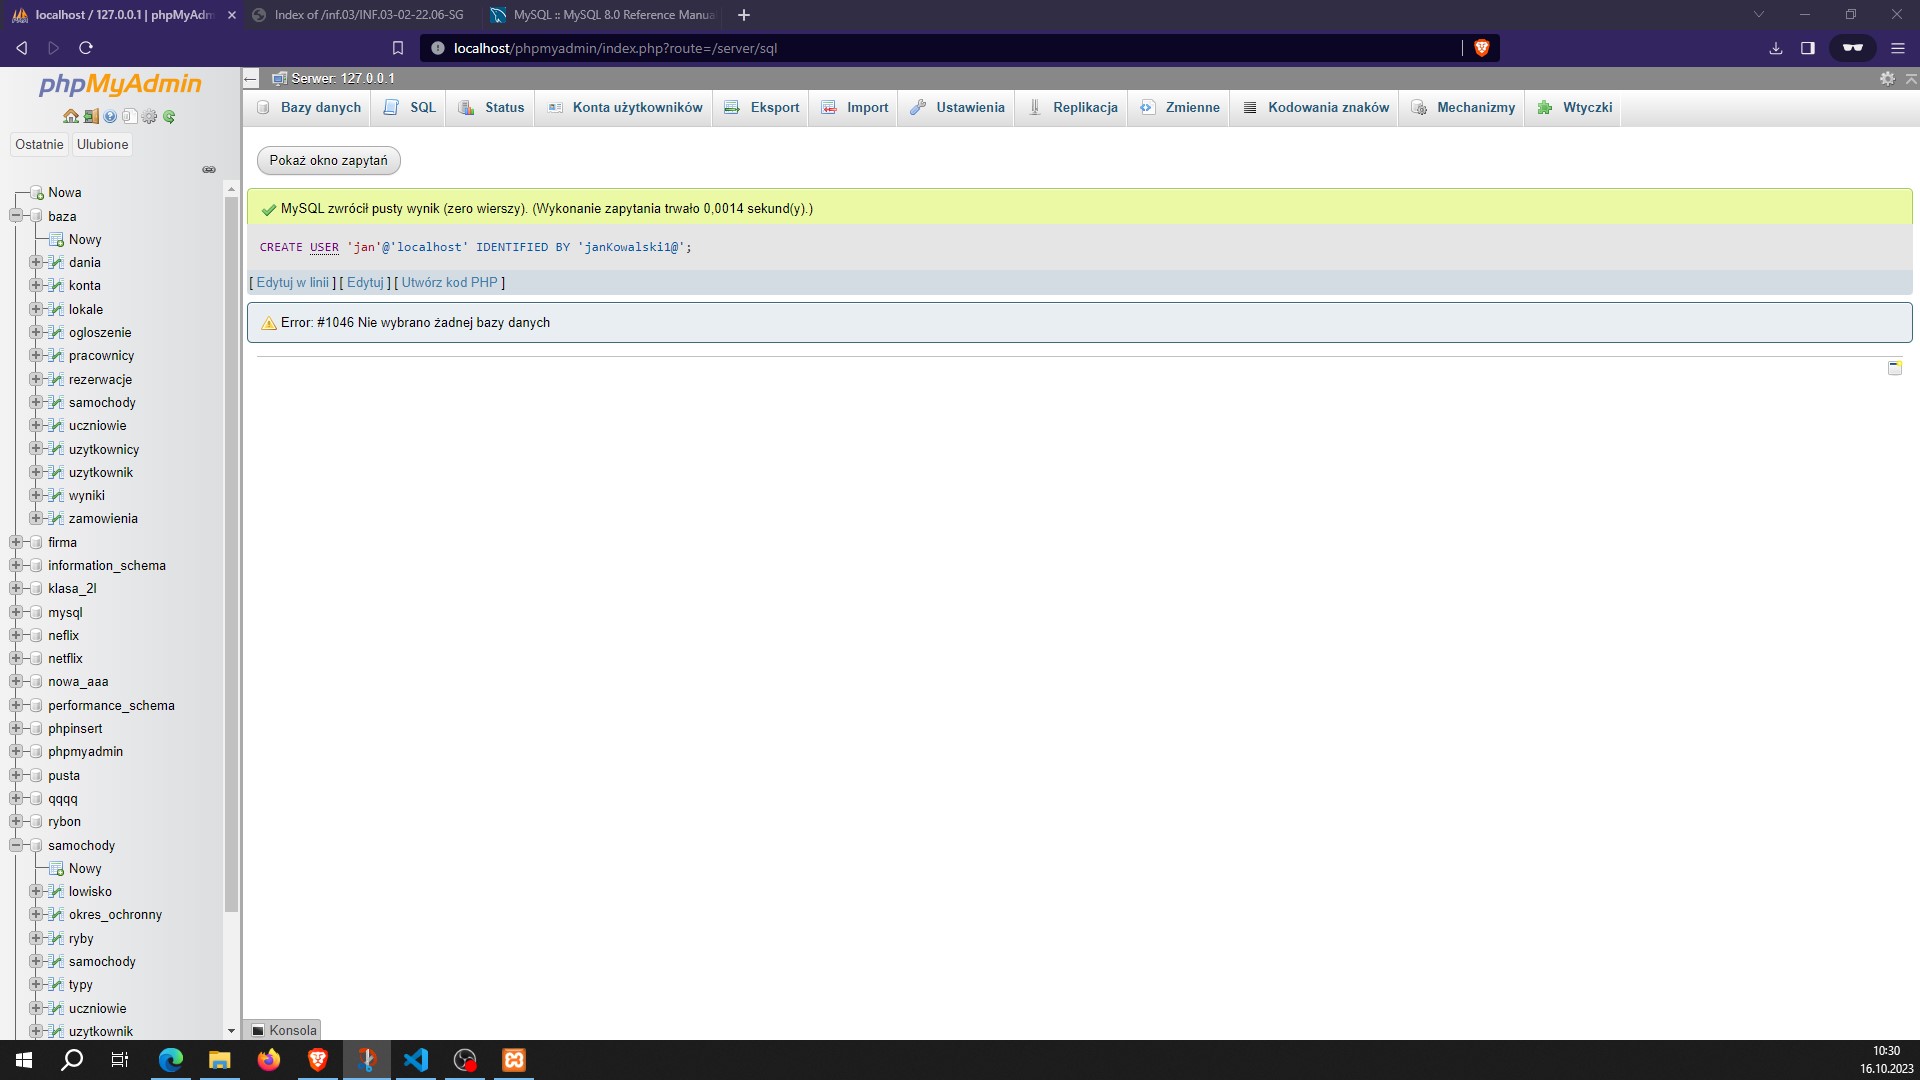 localhost / 127.0.0.1 | phpMyAdm
Index of /inf.03/INF.03-02-22.06-SG
MySQL :: MySQL 8.0 Reference Manua
localhost/phpmyadmin/index.php?route=/server/sql
phpMyAdmin
Ostatnie
Ulubione
Nowa
baza
Nowy
dania
konta
lokale
ogloszenie
pracownicy
rezerwacje
samochody
uczniowie
uzytkownicy
uzytkownik
wyniki
zamowienia
firma
information_schema
klasa_2l
mysql
neflix
netflix
nowa_aaa
performance_schema
phpinsert
phpmyadmin
pusta
qqqq
rybon
samochody
Nowy
lowisko
okres_ochronny
ryby
samochody
typy
uczniowie
uzytkownik
Serwer: 127.0.0.1
Bazy danych
SQL
Status
Konta użytkowników
Eksport
Import
Ustawienia
Replikacja
Zmienne
Kodowania znaków
Mechanizmy
Wtyczki
Pokaż okno zapytań
MySQL zwrócił pusty wynik (zero wierszy). (Wykonanie zapytania trwało 0,0014 sekund(y).)
CREATE USER 'jan'@'localhost' IDENTIFIED BY 'janKowalski1@';
[ Edytuj w linii ] [ Edytuj ] [ Utwórz kod PHP ]
Error: #1046 Nie wybrano żadnej bazy danych
Konsola
10:30
16.10.2023